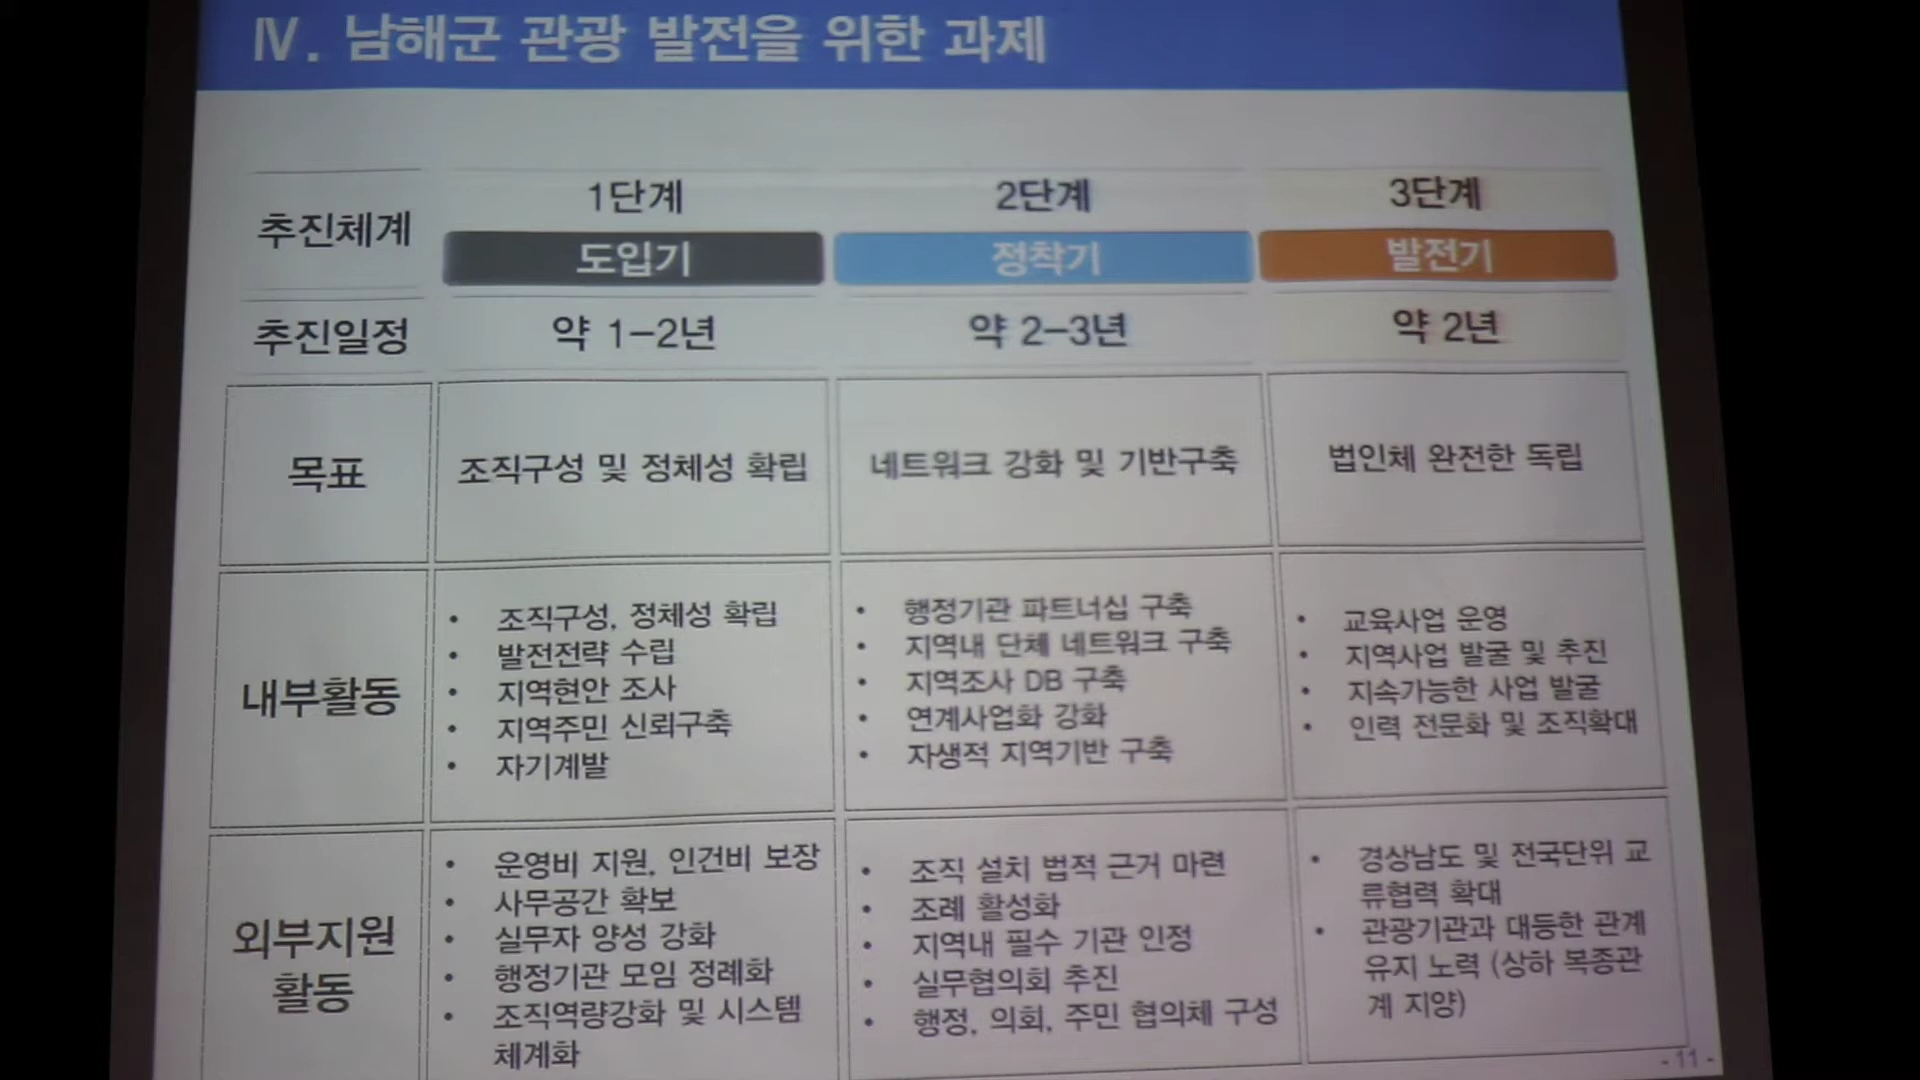 Ⅳ. 남해군 관광 발전을 위한 과제
추진체계
1단계
2단계
3단계
도입기
정착기
발전기
추진일정
약 1-2년
약 2-3년
약 2년
목표
조직구성 및 정체성 확립
네트워크 강화 및 기반구축
법인체 완전한 독립
내부활동
• 조직구성, 정체성 확립
• 발전전략 수립
• 지역현안 조사
• 지역주민 신뢰구축
• 자기계발
• 행정기관 파트너십 구축
• 지역내 단체 네트워크 구축
• 지역조사 DB 구축
• 연계사업화 강화
• 자생적 지역기반 구축
• 교육사업 운영
• 지역사업 발굴 및 추진
• 지속가능한 사업 발굴
• 인력 전문화 및 조직확대
외부지원
활동
• 운영비 지원, 인건비 보장
• 사무공간 확보
• 실무자 양성 강화
• 행정기관 모임 정례화
• 조직역량강화 및 시스템
체계화
• 조직 설치 법적 근거 마련
• 조례 활성화
• 지역내 필수 기관 인정
• 실무협의회 추진
• 행정, 의회, 주민 협의체 구성
• 경상남도 및 전국단위 교
류협력 확대
• 관광기관과 대등한 관계
유지 노력 (상하 복종관
계 지양)
- 11 -